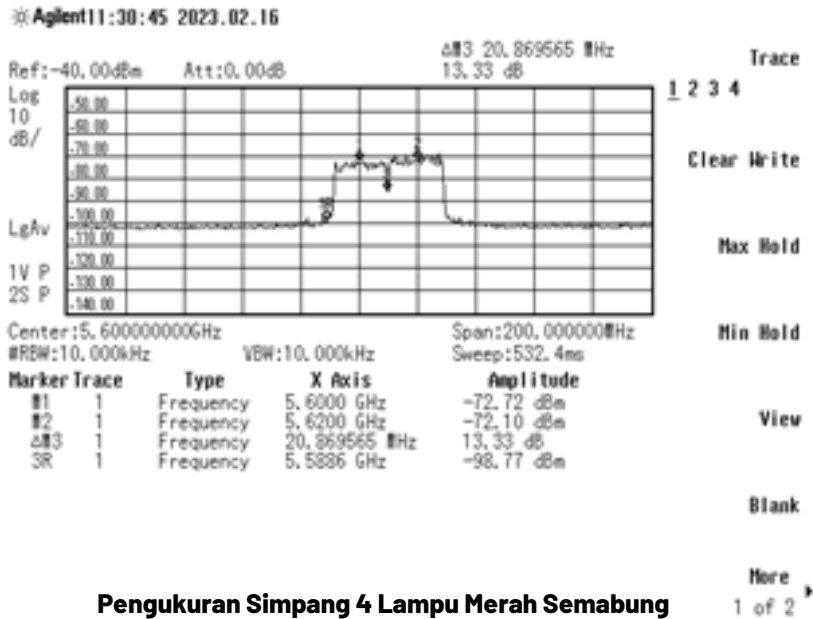 Agilent 11:30:45 2023.02.16
ΔM3 20.869565 MHz
Ref:-40.00dBm Att:0.00dB 13.33 dB
Trace
1 2 3 4
Log
10
dB/
-50.00
-60.00
-70.00
-80.00
-90.00
-100.00
-110.00
-120.00
-130.00
-140.00
LgAv
1V P
2S P
Clear Write
Max Hold
Min Hold
View
Blank
More
1 of 2
Center:5.600000000GHz Span:200.000000MHz
#RBW:10.000kHz VBW:10.000kHz Sweep:532.4ms
Marker Trace Type X Axis Amplitude
M1 1 Frequency 5.6000 GHz -72.72 dBm
M2 1 Frequency 5.6200 GHz -72.10 dBm
ΔM3 1 Frequency 20.869565 MHz 13.33 dB
3R 1 Frequency 5.5886 GHz -98.77 dBm
Pengukuran Simpang 4 Lampu Merah Semabung